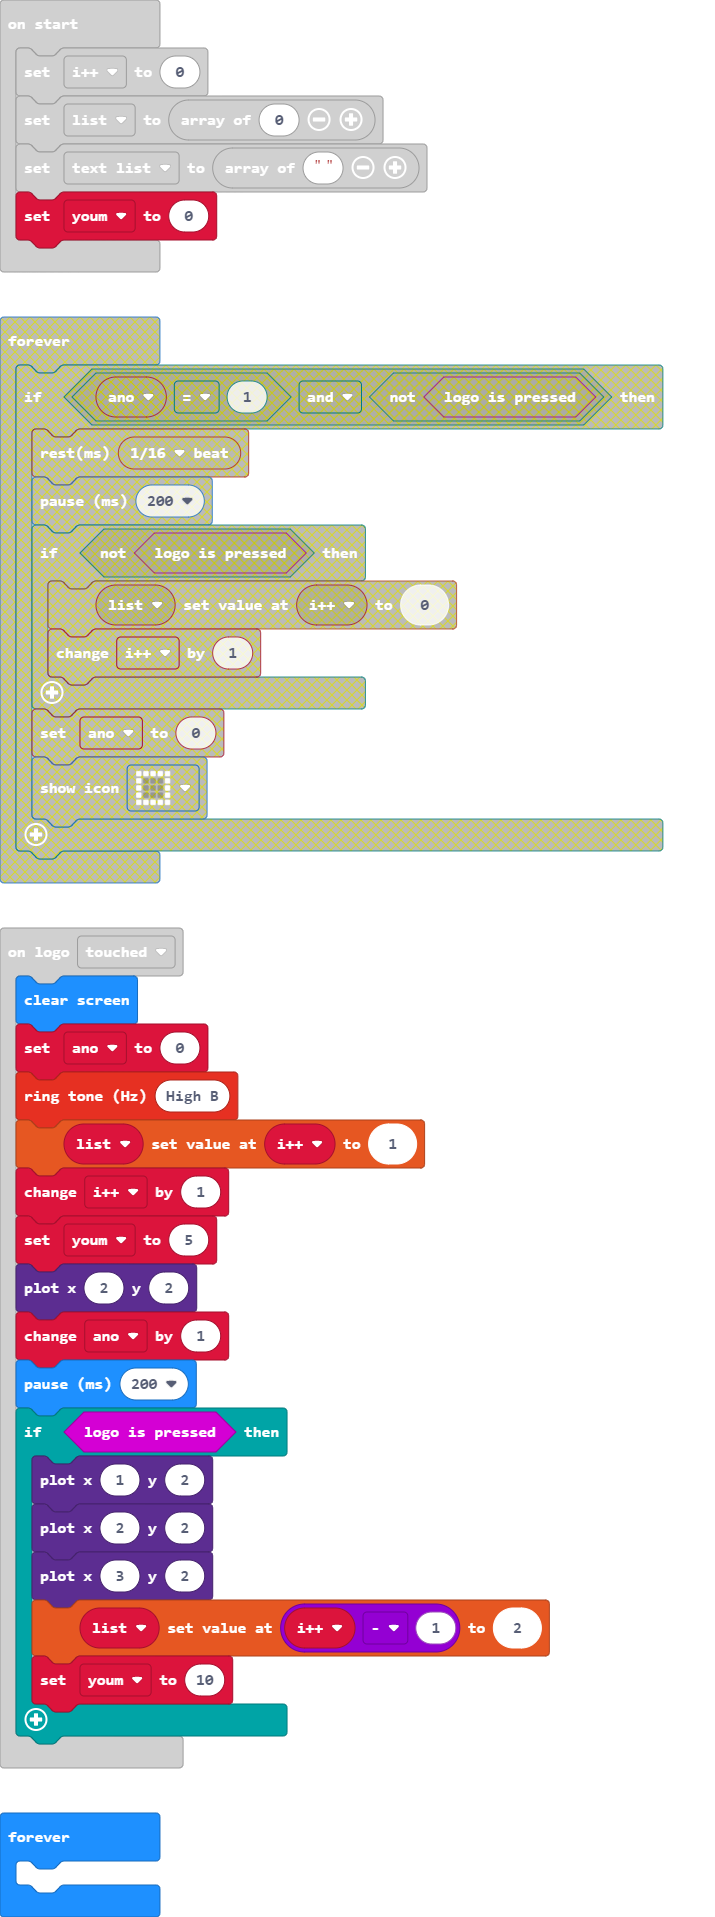 on start
set i++ to 0
set list to array of 0
set text list to array of " "
set youm to 0
forever
if ano = 1 and not logo is pressed then
rest(ms) 1/16 beat
pause (ms) 200
if not logo is pressed then
list set value at i++ to 0
change i++ by 1
set ano to 0
show icon
on logo touched
clear screen
set ano to 0
ring tone (Hz) High B
list set value at i++ to 1
change i++ by 1
set youm to 5
plot x 2 y 2
change ano by 1
pause (ms) 200
if logo is pressed then
plot x 1 y 2
plot x 2 y 2
plot x 3 y 2
list set value at i++ - 1 to 2
set youm to 10
forever